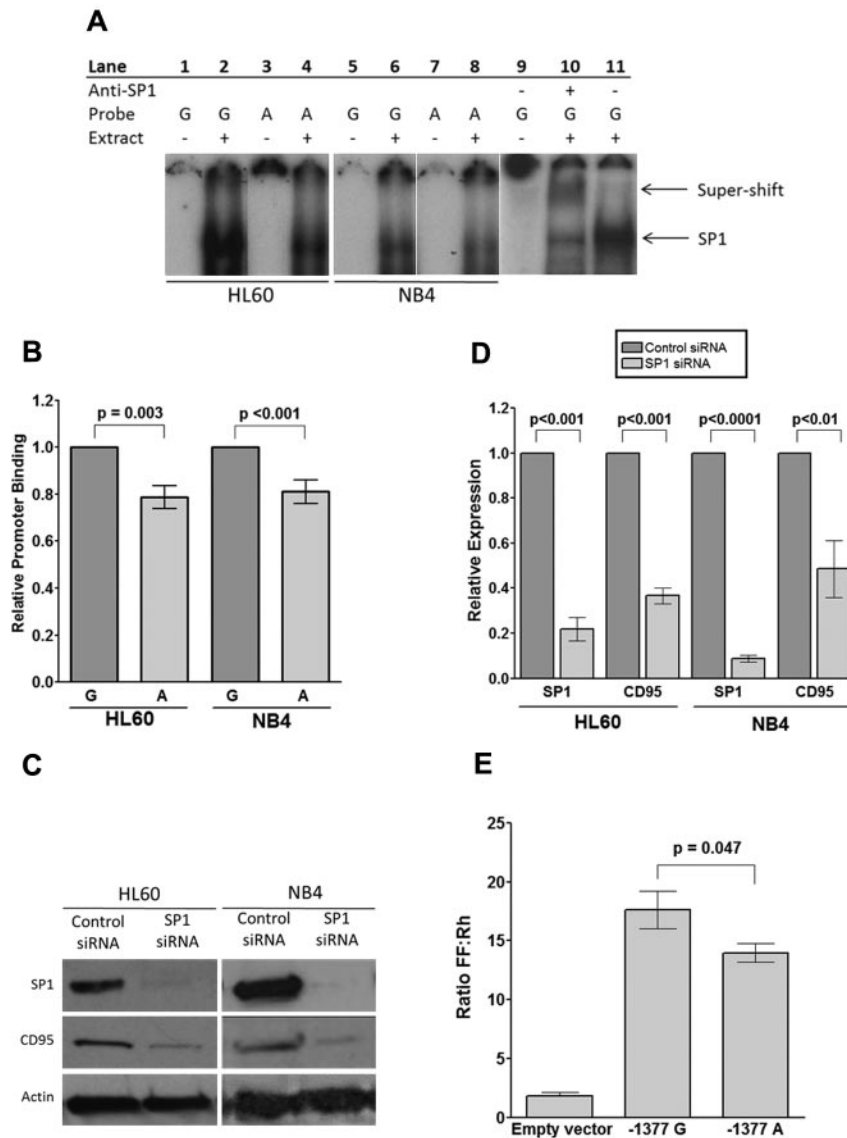 A
Lane 1 2 3 4 5 6 7 8 9 10 11
Anti-SP1 - + -
Probe G G A A G G A A G G G
Extract - + - + - + - + - + +
Super-shift
SP1
HL60 NB4
B
Relative Promoter Binding
1.2
1.0
0.8
0.6
0.4
0.2
0.0
p = 0.003
p <0.001
G A G A
HL60 NB4
D
Control siRNA
SP1 siRNA
Relative Expression
1.2
1.0
0.8
0.6
0.4
0.2
0.0
p<0.001 p<0.001 p<0.0001 p<0.01
SP1 CD95 SP1 CD95
HL60 NB4
C
HL60 NB4
Control siRNA SP1 siRNA Control siRNA SP1 siRNA
SP1
CD95
Actin
E
Ratio FF:Rh
25
20
15
10
5
0
p = 0.047
Empty vector -1377 G -1377 A